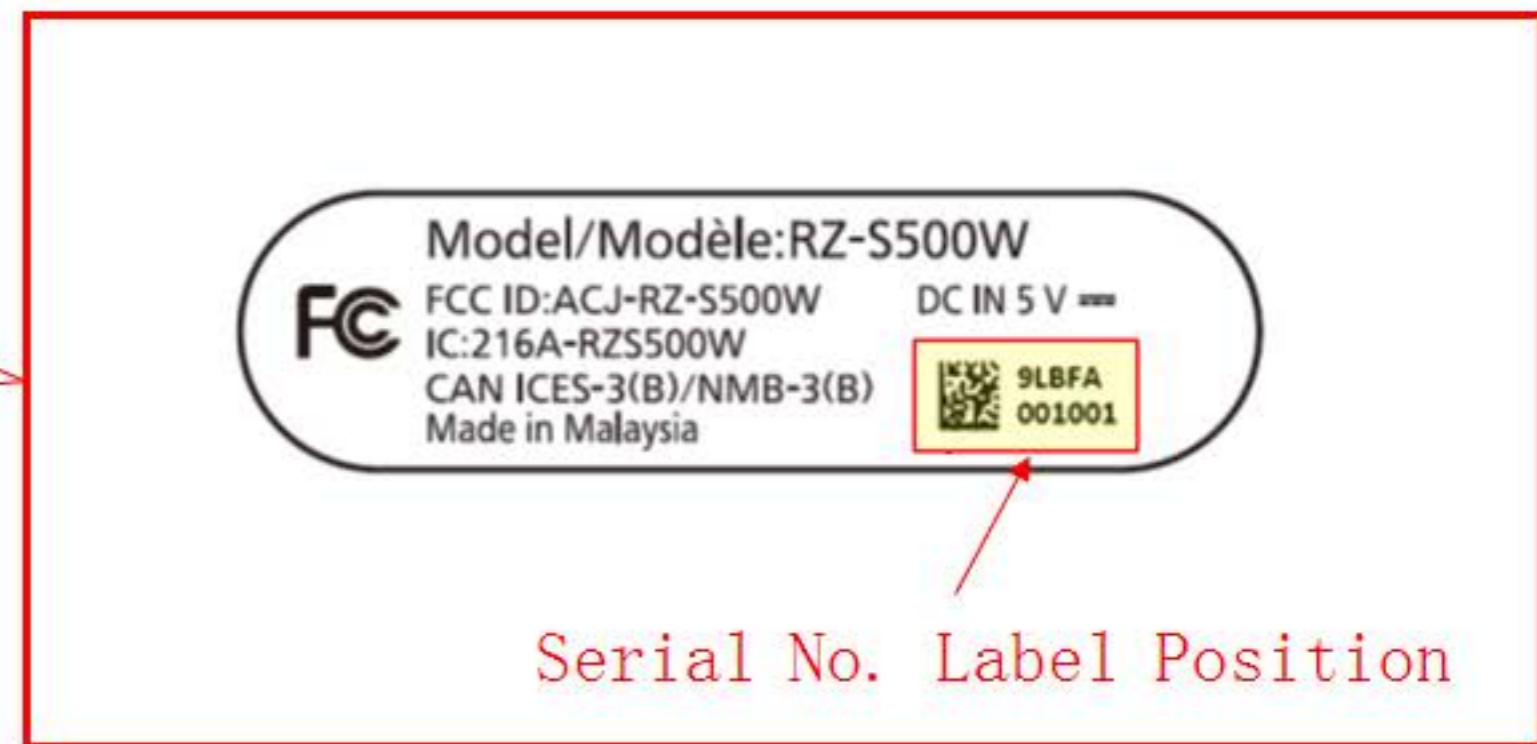 Model/Modèle:RZ-S500W
FC
FCC ID:ACJ-RZ-S500W
DC IN 5 V ⎓
IC:216A-RZS500W
CAN ICES-3(B)/NMB-3(B)
Made in Malaysia
9LBFA
001001
Serial No. Label Position